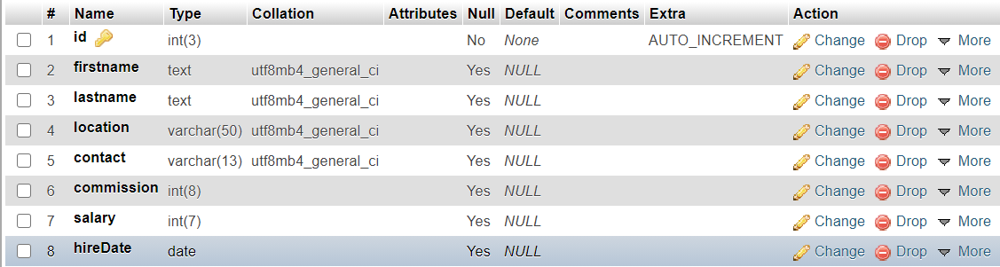 # Name Type Collation Attributes Null Default Comments Extra Action
1 id int(3) No None AUTO_INCREMENT Change Drop More
2 firstname text utf8mb4_general_ci Yes NULL Change Drop More
3 lastname text utf8mb4_general_ci Yes NULL Change Drop More
4 location varchar(50) utf8mb4_general_ci Yes NULL Change Drop More
5 contact varchar(13) utf8mb4_general_ci Yes NULL Change Drop More
6 commission int(8) Yes NULL Change Drop More
7 salary int(7) Yes NULL Change Drop More
8 hireDate date Yes NULL Change Drop More